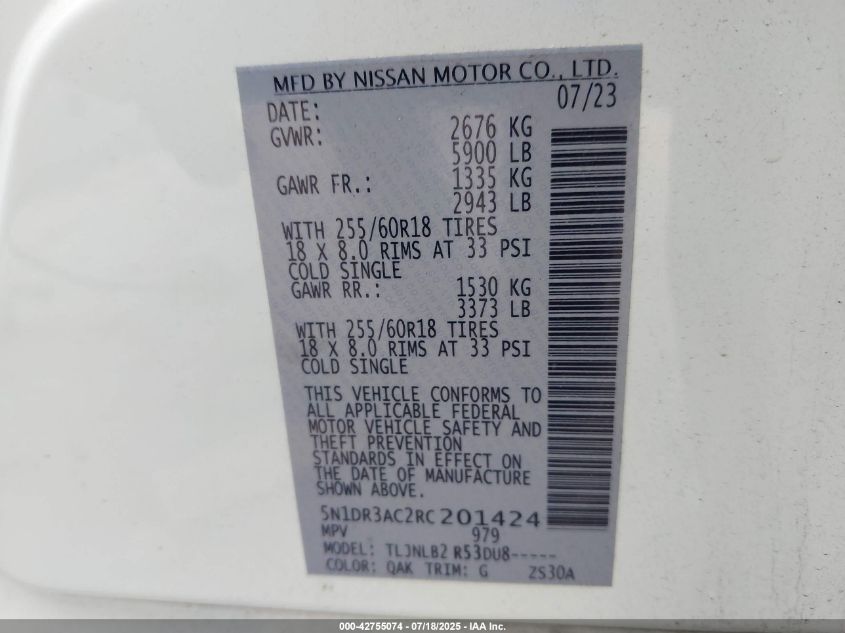 MFD BY NISSAN MOTOR CO., LTD.
DATE: 07/23
GVWR: 2676 KG
5900 LB
GAWR FR.: 1335 KG
2943 LB
WITH 255/60R18 TIRES
18 X 8.0 RIMS AT 33 PSI
COLD SINGLE
GAWR RR.: 1530 KG
3373 LB
WITH 255/60R18 TIRES
18 X 8.0 RIMS AT 33 PSI
COLD SINGLE
THIS VEHICLE CONFORMS TO
ALL APPLICABLE FEDERAL
MOTOR VEHICLE SAFETY AND
THEFT PREVENTION
STANDARDS IN EFFECT ON
THE DATE OF MANUFACTURE
SHOWN ABOVE.
5N1DR3AC2RC201424
MPV 979
MODEL: TLJNLB2 R53DU8-----
COLOR: QAK TRIM: G ZS30A
000-42755074 - 07/18/2025 - IAA Inc.